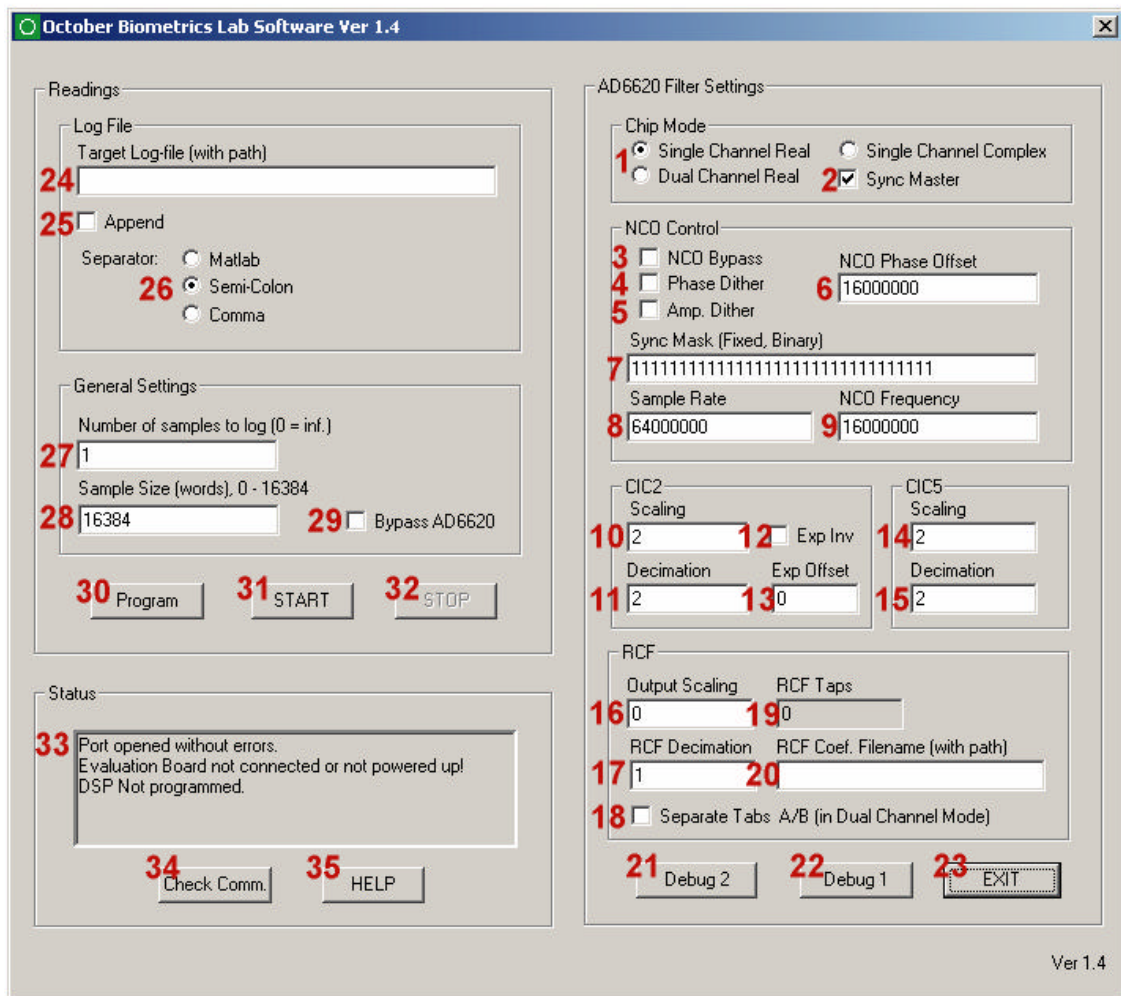 October Biometrics Lab Software Ver 1.4
Readings
Log File
Target Log-file (with path)
24
25 Append
Separator: Matlab
26 Semi-Colon
Comma
General Settings
Number of samples to log (0 = inf.)
27 1
Sample Size (words), 0 - 16384
28 16384 29 Bypass AD6620
30 Program 31 START 32 STOP
Status
33 Port opened without errors.
Evaluation Board not connected or not powered up!
DSP Not programmed.
34 Check Comm. 35 HELP
AD6620 Filter Settings
Chip Mode
1 Single Channel Real Single Channel Complex
Dual Channel Real 2 Sync Master
NCO Control
3 NCO Bypass NCO Phase Offset
4 Phase Dither 6 16000000
5 Amp. Dither
Sync Mask (Fixed, Binary)
7 11111111111111111111111111111111
Sample Rate NCO Frequency
8 64000000 9 16000000
CIC2 CIC5
Scaling Scaling
10 2 12 Exp Inv 14 2
Decimation Exp Offset Decimation
11 2 13 0 15 2
RCF
Output Scaling RCF Taps
16 0 19 0
RCF Decimation RCF Coef. Filename (with path)
17 1 20
18 Separate Tabs A/B (in Dual Channel Mode)
21 Debug 2 22 Debug 1 23 EXIT
Ver 1.4